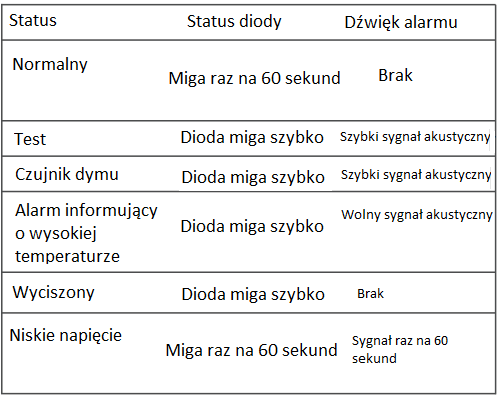 Status Status diody Dźwięk alarmu
Normalny Miga raz na 60 sekund Brak
Test Dioda miga szybko Szybki sygnał akustyczny
Czujnik dymu Dioda miga szybko Szybki sygnał akustyczny
Alarm informujący
o wysokiej
temperaturze
Dioda miga szybko
Wolny sygnał akustyczny
Wyciszony Dioda miga szybko Brak
Niskie napięcie Miga raz na 60 sekund
Sygnał raz na 60
sekund